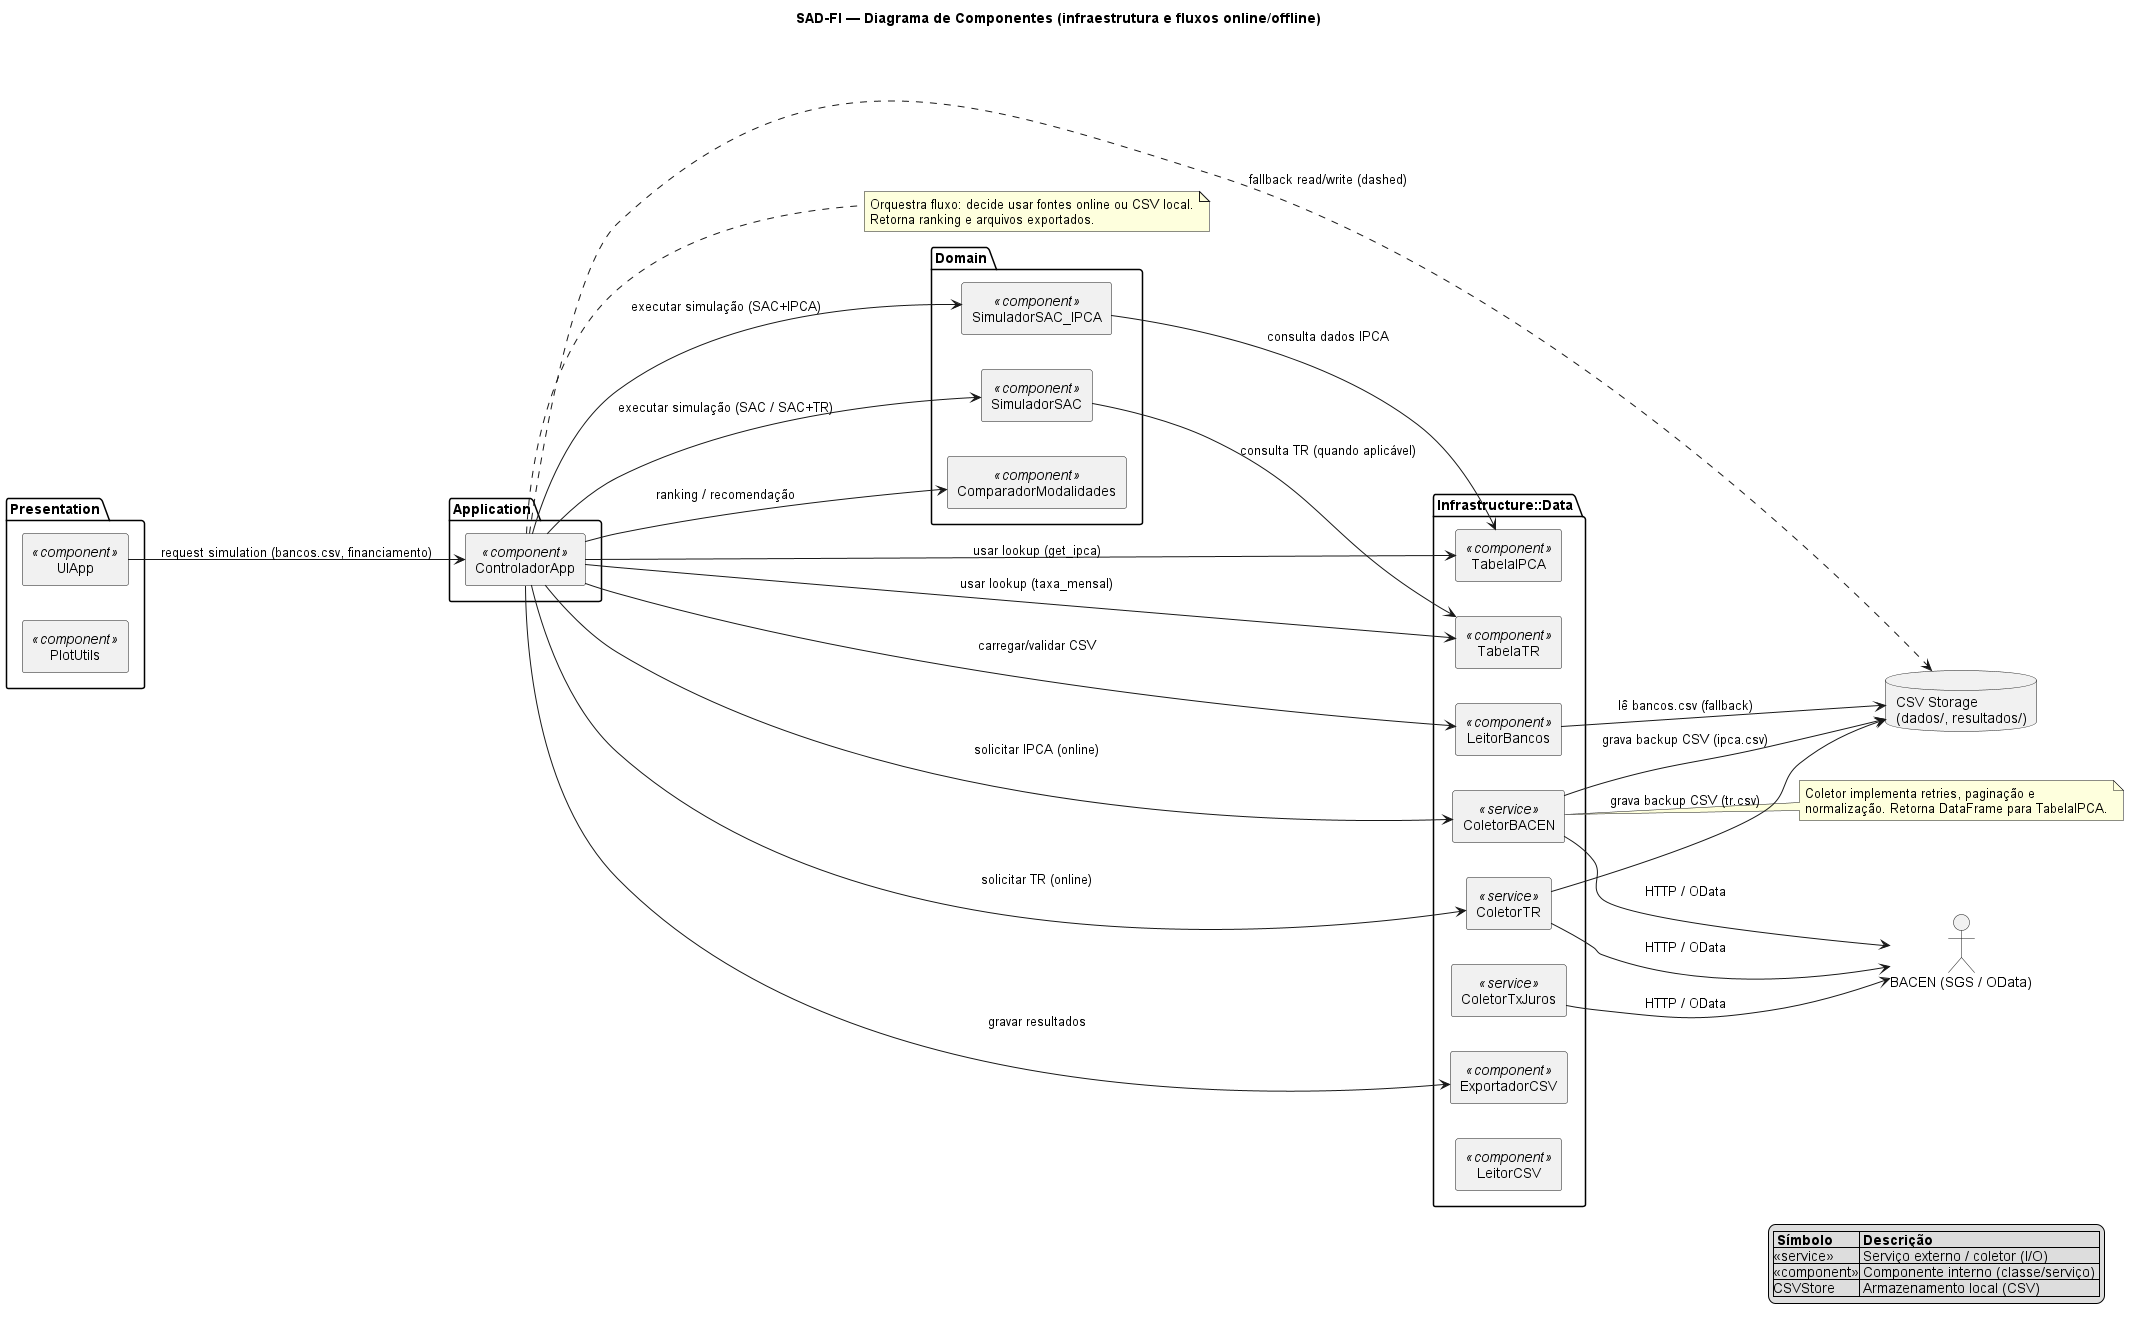 SAD-FI — Diagrama de Componentes (infraestrutura e fluxos online/offline)
fallback read/write (dashed)
Orquestra fluxo: decide usar fontes online ou CSV local.
Retorna ranking e arquivos exportados.
Domain
«component»
SimuladorSAC_IPCA
executar simulação (SAC+IPCA)
consulta dados IPCA
«component»
SimuladorSAC
executar simulação (SAC / SAC+TR)
consulta TR (quando aplicável)
«component»
ComparadorModalidades
ranking / recomendação
Presentation
«component»
UIApp
«component»
PlotUtils
request simulation (bancos.csv, financiamento)
Application
«component»
ControladorApp
usar lookup (get_ipca)
usar lookup (taxa_mensal)
carregar/validar CSV
solicitar IPCA (online)
solicitar TR (online)
gravar resultados
Infrastructure::Data
«component»
TabelaIPCA
«component»
TabelaTR
«component»
LeitorBancos
«service»
ColetorBACEN
«service»
ColetorTR
«service»
ColetorTxJuros
«component»
ExportadorCSV
«component»
LeitorCSV
lê bancos.csv (fallback)
grava backup CSV (ipca.csv)
grava backup CSV (tr.csv)
HTTP / OData
HTTP / OData
HTTP / OData
CSV Storage
(dados/, resultados/)
Coletor implementa retries, paginação e
normalização. Retorna DataFrame para TabelaIPCA.
BACEN (SGS / OData)
Símbolo Descrição
«service» Serviço externo / coletor (I/O)
«component» Componente interno (classe/serviço)
CSVStore Armazenamento local (CSV)